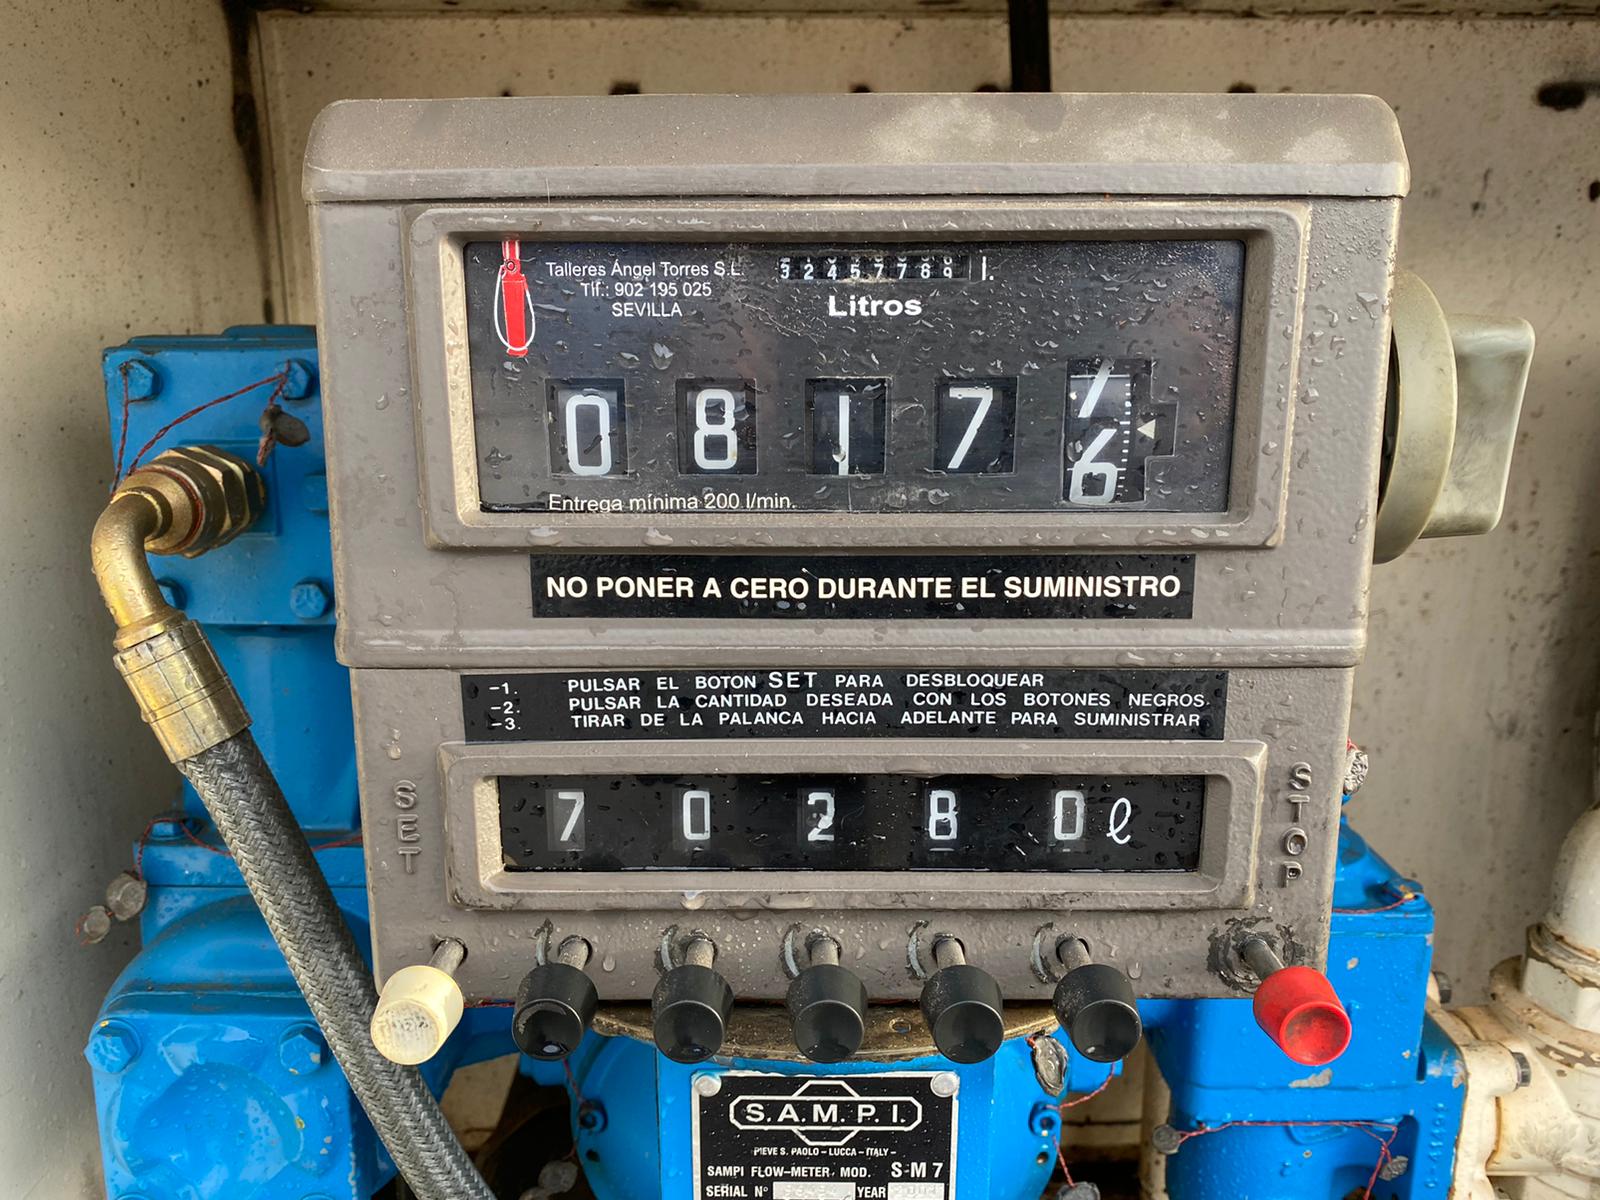 Talleres Ángel Torres S.L.
Tlf.: 902 195 025
SEVILLA
32457789 l.
Litros
0 8 1 7
6
Entrega mínima 200 l/min.
NO PONER A CERO DURANTE EL SUMINISTRO
-1. PULSAR EL BOTON SET PARA DESBLOQUEAR
-2. PULSAR LA CANTIDAD DESEADA CON LOS BOTONES NEGROS.
-3. TIRAR DE LA PALANCA HACIA ADELANTE PARA SUMINISTRAR
SET
7 0 2 8 0 ℓ
STOP
S.A.M.P.I.
PIEVE S. PAOLO - LUCCA - ITALY -
SAMPI FLOW-METER. MOD. S-M 7
SERIAL Nº YEAR